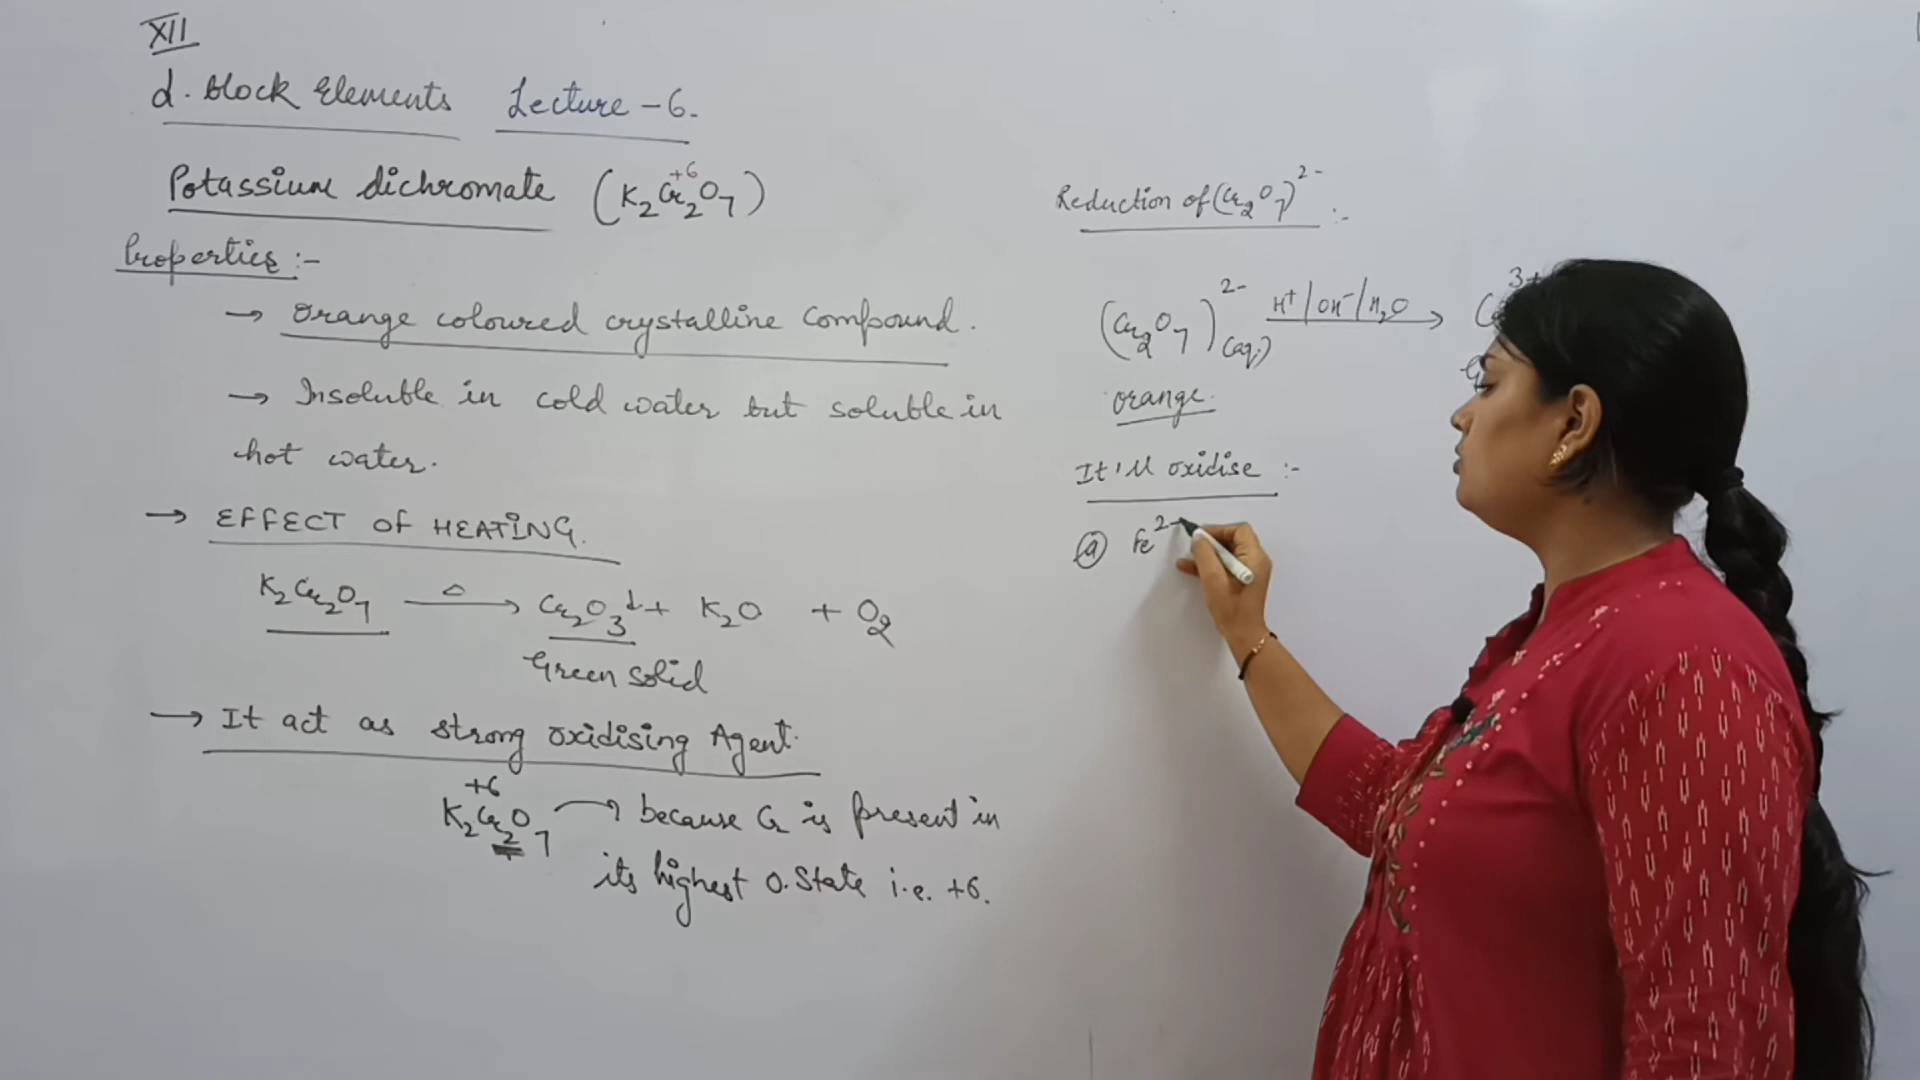 XII
d. Block Elements Lecture - 6.
Potassium dichromate (K2Cr2O7) +6
Properties :-
→ Orange coloured crystalline compound.
→ Insoluble in cold water but soluble in
hot water.
→ EFFECT OF HEATING.
K2Cr2O7 —Δ→ Cr2O3↓ + K2O + O2
Green solid
→ It act as strong oxidising Agent.
+6
K2Cr2O7 → because Cr is present in
its highest O. State i.e. +6.
Reduction of (Cr2O7)2- :-
(Cr2O7)2-(aq.) —H+/OH-/H2O→ 3+
orange.
It'll oxidise :-
(a) Fe2+